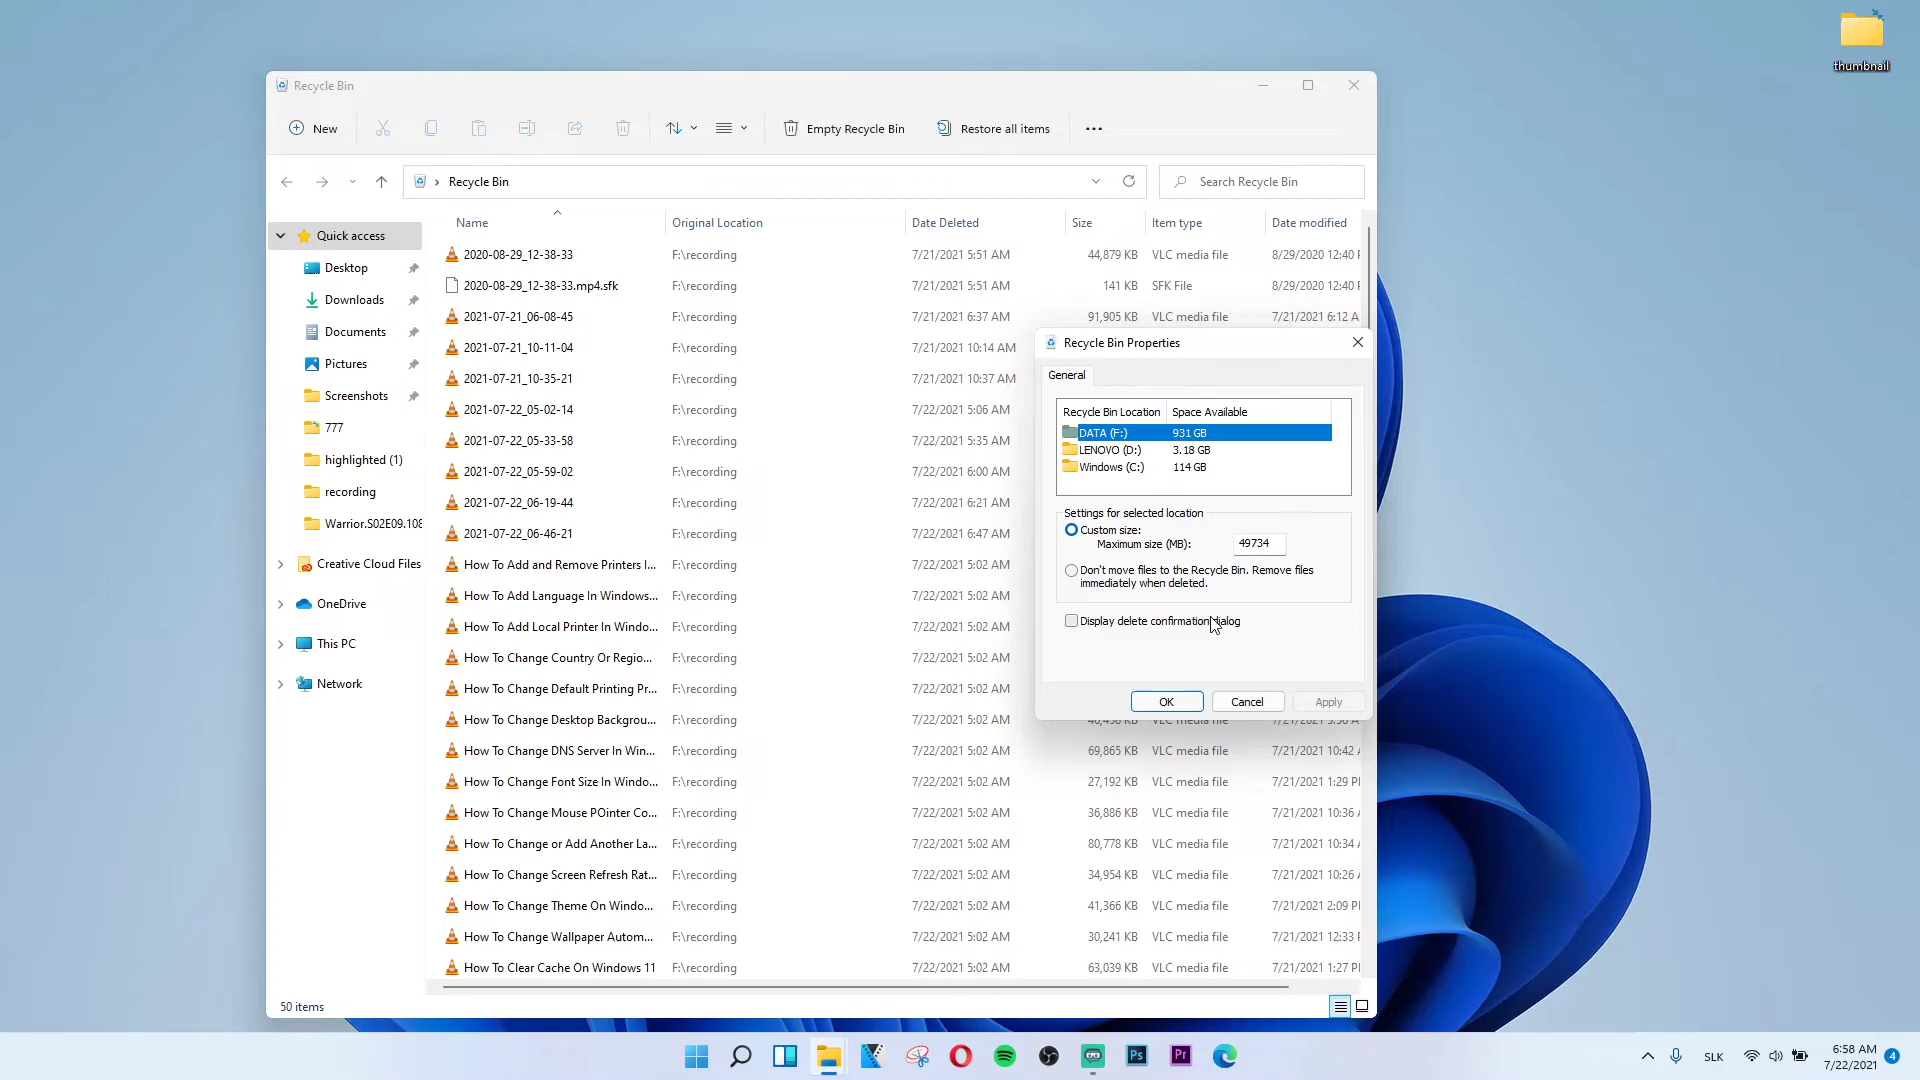 thumbnail
Recycle Bin
New
Empty Recycle Bin
Restore all items
Recycle Bin
Search Recycle Bin
Name
Original Location
Date Deleted
Size
Item type
Date modified
Quick access
Desktop
Downloads
Documents
Pictures
Screenshots
777
highlighted (1)
recording
Warrior.S02E09.108
Creative Cloud Files
OneDrive
This PC
Network
2020-08-29_12-38-33 F:\recording 7/21/2021 5:51 AM 44,879 KB VLC media file 8/29/2020 12:40 P
2020-08-29_12-38-33.mp4.sfk F:\recording 7/21/2021 5:51 AM 141 KB SFK File 8/29/2020 12:40 P
2021-07-21_06-08-45 F:\recording 7/21/2021 6:37 AM 91,905 KB VLC media file 7/21/2021 6:12 A
2021-07-21_10-11-04 F:\recording 7/21/2021 10:14 AM
2021-07-21_10-35-21 F:\recording 7/21/2021 10:37 AM
2021-07-22_05-02-14 F:\recording 7/22/2021 5:06 AM
2021-07-22_05-33-58 F:\recording 7/22/2021 5:35 AM
2021-07-22_05-59-02 F:\recording 7/22/2021 6:00 AM
2021-07-22_06-19-44 F:\recording 7/22/2021 6:21 AM
2021-07-22_06-46-21 F:\recording 7/22/2021 6:47 AM
How To Add and Remove Printers I... F:\recording 7/22/2021 5:02 AM
How To Add Language In Windows... F:\recording 7/22/2021 5:02 AM
How To Add Local Printer In Windo... F:\recording 7/22/2021 5:02 AM
How To Change Country Or Regio... F:\recording 7/22/2021 5:02 AM
How To Change Default Printing Pr... F:\recording 7/22/2021 5:02 AM
How To Change Desktop Backgrou... F:\recording 7/22/2021 5:02 AM VLC media file
How To Change DNS Server In Win... F:\recording 7/22/2021 5:02 AM 69,865 KB VLC media file 7/21/2021 10:42
How To Change Font Size In Windo... F:\recording 7/22/2021 5:02 AM 27,192 KB VLC media file 7/21/2021 1:29 P
How To Change Mouse POinter Co... F:\recording 7/22/2021 5:02 AM 36,886 KB VLC media file 7/21/2021 10:36
How To Change or Add Another La... F:\recording 7/22/2021 5:02 AM 80,778 KB VLC media file 7/21/2021 10:34
How To Change Screen Refresh Rat... F:\recording 7/22/2021 5:02 AM 34,954 KB VLC media file 7/21/2021 10:26
How To Change Theme On Windo... F:\recording 7/22/2021 5:02 AM 41,366 KB VLC media file 7/21/2021 2:09 P
How To Change Wallpaper Autom... F:\recording 7/22/2021 5:02 AM 30,241 KB VLC media file 7/21/2021 12:33
How To Clear Cache On Windows 11 F:\recording 7/22/2021 5:02 AM 63,039 KB VLC media file 7/21/2021 1:27 P
50 items
Recycle Bin Properties
General
Recycle Bin Location Space Available
DATA (F:) 931 GB
LENOVO (D:) 3.18 GB
Windows (C:) 114 GB
Settings for selected location
Custom size:
Maximum size (MB): 49734
Don't move files to the Recycle Bin. Remove files
immediately when deleted.
Display delete confirmation dialog
OK
Cancel
Apply
Ps
Pr
SLK
6:58 AM
7/22/2021
4